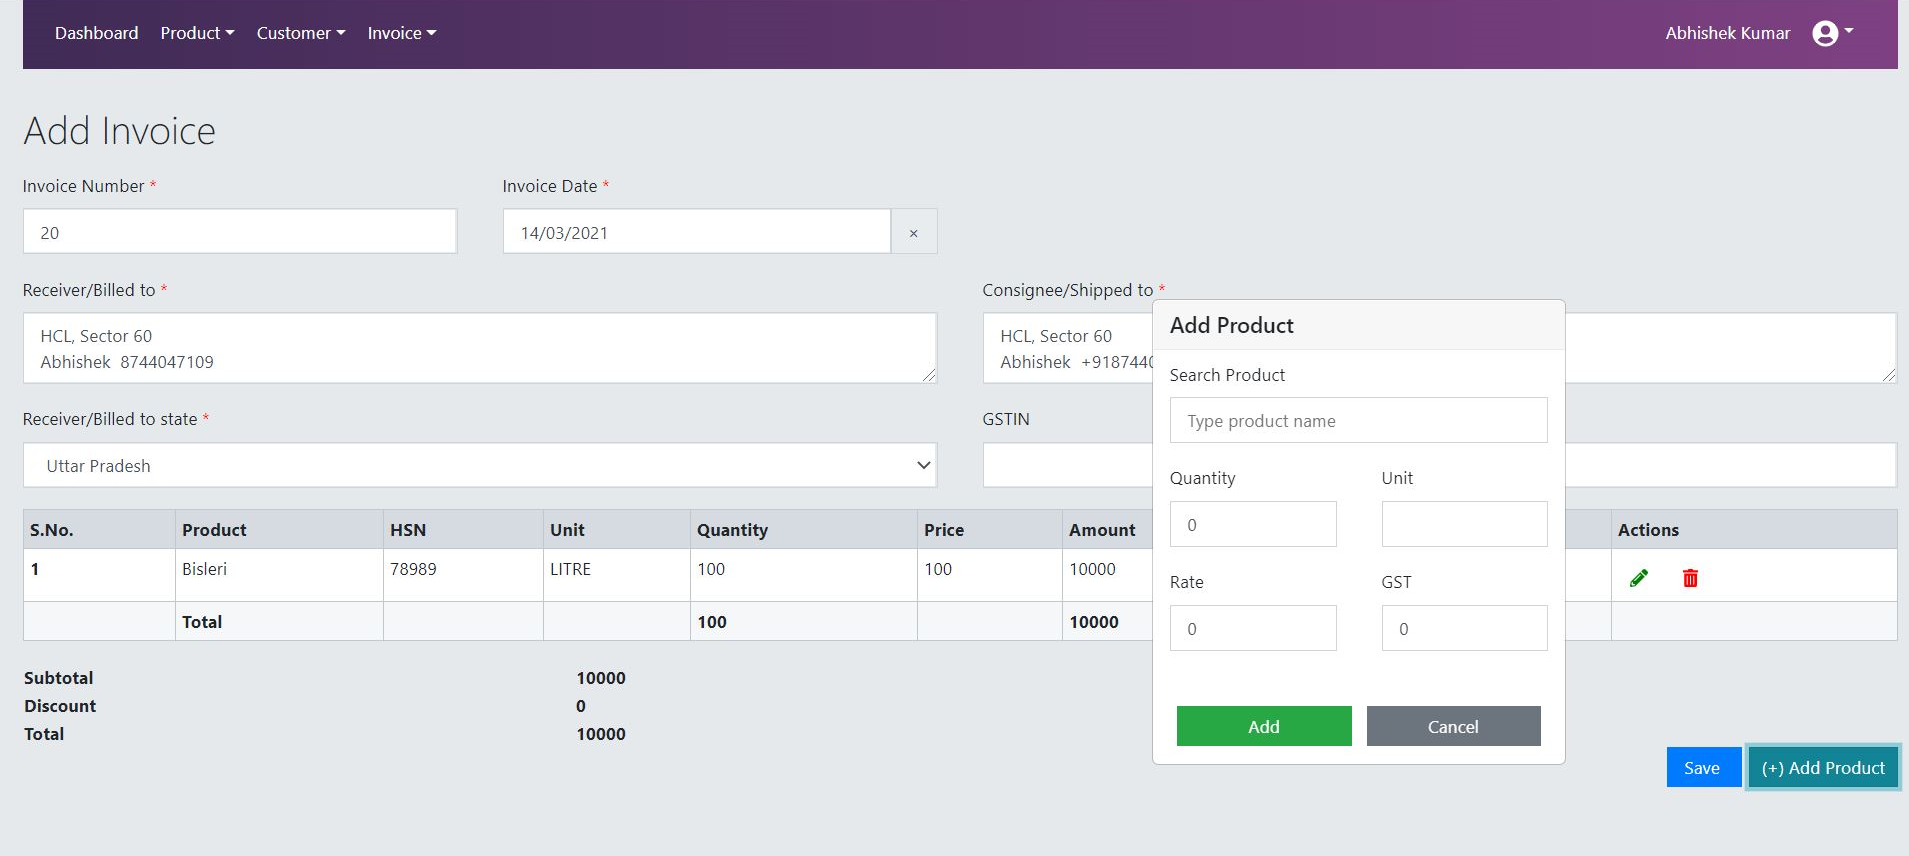 Dashboard Product Customer Invoice Abhishek Kumar
Add Invoice
Invoice Number * Invoice Date *
20 14/03/2021 ×
Receiver/Billed to * Consignee/Shipped to *
HCL, Sector 60
Abhishek 8744047109
HCL, Sector 60
Abhishek +918744
Receiver/Billed to state * GSTIN
Uttar Pradesh
S.No. Product HSN Unit Quantity Price Amount Actions
1 Bisleri 78989 LITRE 100 100 10000
Total 100 10000
Subtotal 10000
Discount 0
Total 10000
Add Product
Search Product
Type product name
Quantity Unit
0
Rate GST
0 0
Add Cancel
Save (+) Add Product